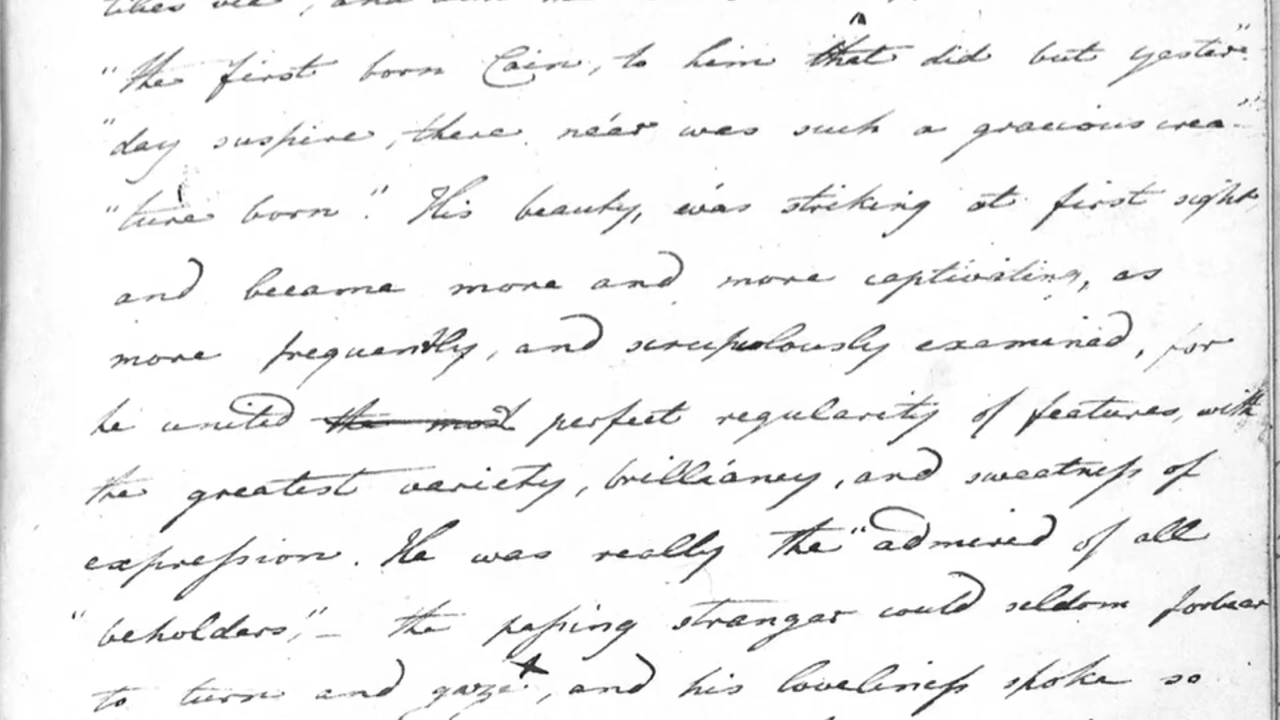 "the first born Cain, to him that did but yester-"
"day suspire, there ne'er was such a gracious crea-"
"ture born". His beauty, was striking at first sight,
and became more and more captivating, as
more frequently, and scrupulously examined, for
he united the most perfect regularity of features, with
the greatest variety, brilliancy, and sweetness of
expression. He was really the "admired of all
"beholders," – the passing stranger could seldom forbear
to turn and gaze, and his loveliness spoke so